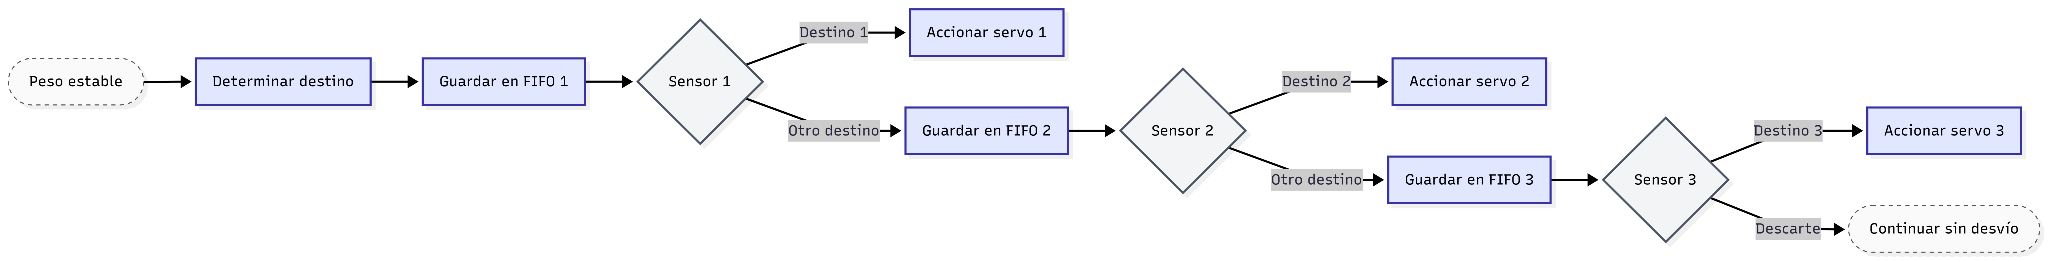 Peso estable
Determinar destino
Guardar en FIFO 1
Sensor 1
Destino 1
Accionar servo 1
Otro destino
Guardar en FIFO 2
Sensor 2
Destino 2
Accionar servo 2
Otro destino
Guardar en FIFO 3
Sensor 3
Destino 3
Accionar servo 3
Descarte
Continuar sin desvío